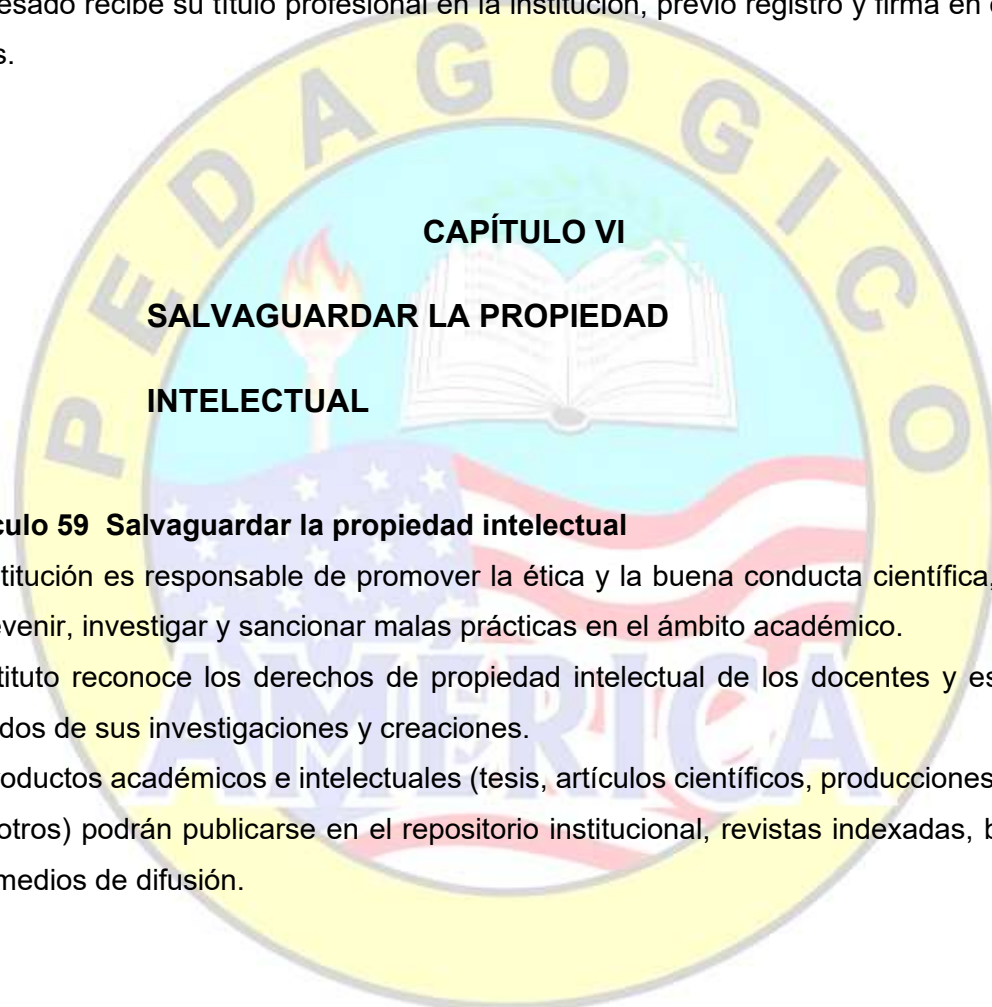 esado recibe su título profesional en la institución, previo registro y firma en
s.
PEDAGOGICO
CAPÍTULO VI
SALVAGUARDAR LA PROPIEDAD
INTELECTUAL
culo 59 Salvaguardar la propiedad intelectual
titución es responsable de promover la ética y la buena conducta científica,
evenir, investigar y sancionar malas prácticas en el ámbito académico.
tituto reconoce los derechos de propiedad intelectual de los docentes y es
dos de sus investigaciones y creaciones.
AMÉRICA
oductos académicos e intelectuales (tesis, artículos científicos, producciones
otros) podrán publicarse en el repositorio institucional, revistas indexadas, b
medios de difusión.